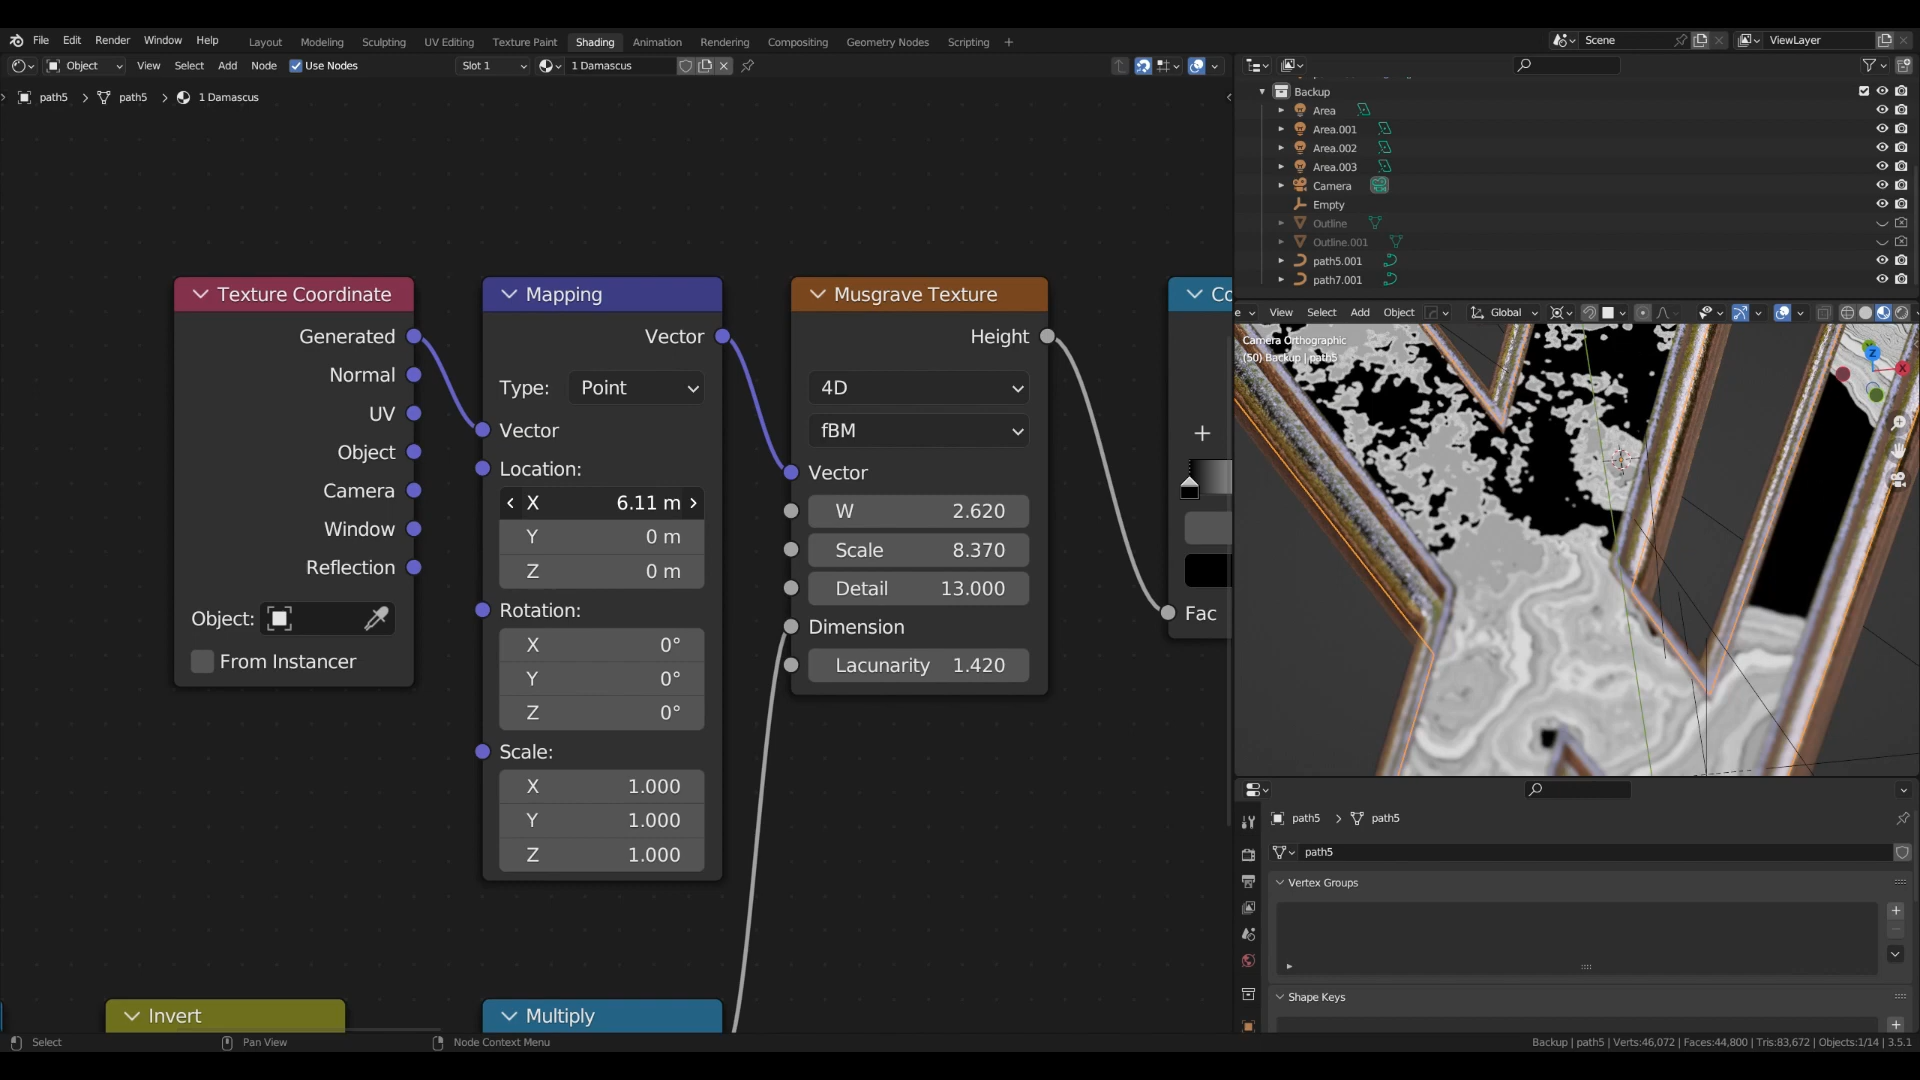 File Edit Render Window Help Layout Modeling Sculpting UV Editing Texture Paint Shading Animation Rendering Compositing Geometry Nodes Scripting + Scene ViewLayer
Object View Select Add Node Use Nodes Slot 1 1 Damascus
path5 > path5 > 1 Damascus
Backup
Area
Area.001
Area.002
Area.003
Camera
Empty
Outline
Outline.001
path5.001
path7.001
View Select Add Object Global
Camera Orthographic
(50) Backup | path5
Z
X
Texture Coordinate
Generated
Normal
UV
Object
Camera
Window
Reflection
Object:
From Instancer
Mapping
Vector
Type: Point
Vector
Location:
X 6.11 m
Y 0 m
Z 0 m
Rotation:
X 0°
Y 0°
Z 0°
Scale:
X 1.000
Y 1.000
Z 1.000
Musgrave Texture
Height
4D
fBM
Vector
W 2.620
Scale 8.370
Detail 13.000
Dimension
Lacunarity 1.420
Co
Fac
Invert
Multiply
path5 > path5
path5
Vertex Groups
Shape Keys
Select Pan View Node Context Menu Backup | path5 | Verts:46,072 | Faces:44,800 | Tris:83,672 | Objects:1/14 | 3.5.1